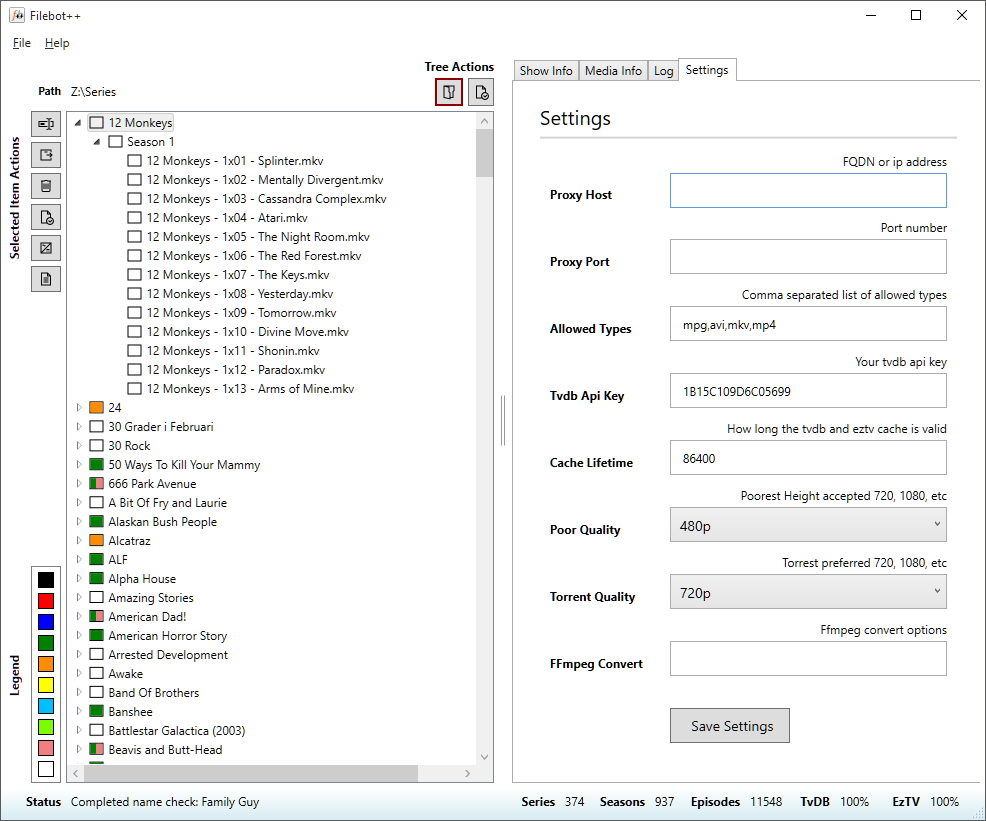 Filebot++
File Help
Tree Actions
Path Z:\Series
Selected Item Actions
12 Monkeys
Season 1
12 Monkeys - 1x01 - Splinter.mkv
12 Monkeys - 1x02 - Mentally Divergent.mkv
12 Monkeys - 1x03 - Cassandra Complex.mkv
12 Monkeys - 1x04 - Atari.mkv
12 Monkeys - 1x05 - The Night Room.mkv
12 Monkeys - 1x06 - The Red Forest.mkv
12 Monkeys - 1x07 - The Keys.mkv
12 Monkeys - 1x08 - Yesterday.mkv
12 Monkeys - 1x09 - Tomorrow.mkv
12 Monkeys - 1x10 - Divine Move.mkv
12 Monkeys - 1x11 - Shonin.mkv
12 Monkeys - 1x12 - Paradox.mkv
12 Monkeys - 1x13 - Arms of Mine.mkv
24
30 Grader i Februari
30 Rock
50 Ways To Kill Your Mammy
666 Park Avenue
A Bit Of Fry and Laurie
Alaskan Bush People
Alcatraz
ALF
Alpha House
Amazing Stories
American Dad!
American Horror Story
Arrested Development
Awake
Band Of Brothers
Banshee
Battlestar Galactica (2003)
Beavis and Butt-Head
Legend
Show Info Media Info Log Settings
Settings
FQDN or ip address
Proxy Host
Port number
Proxy Port
Comma separated list of allowed types
Allowed Types mpg,avi,mkv,mp4
Your tvdb api key
Tvdb Api Key 1B15C109D6C05699
How long the tvdb and eztv cache is valid
Cache Lifetime 86400
Poorest Height accepted 720, 1080, etc
Poor Quality 480p
Torrest preferred 720, 1080, etc
Torrent Quality 720p
Ffmpeg convert options
FFmpeg Convert
Save Settings
Status Completed name check: Family Guy
Series 374 Seasons 937 Episodes 11548 TvDB 100% EzTV 100%